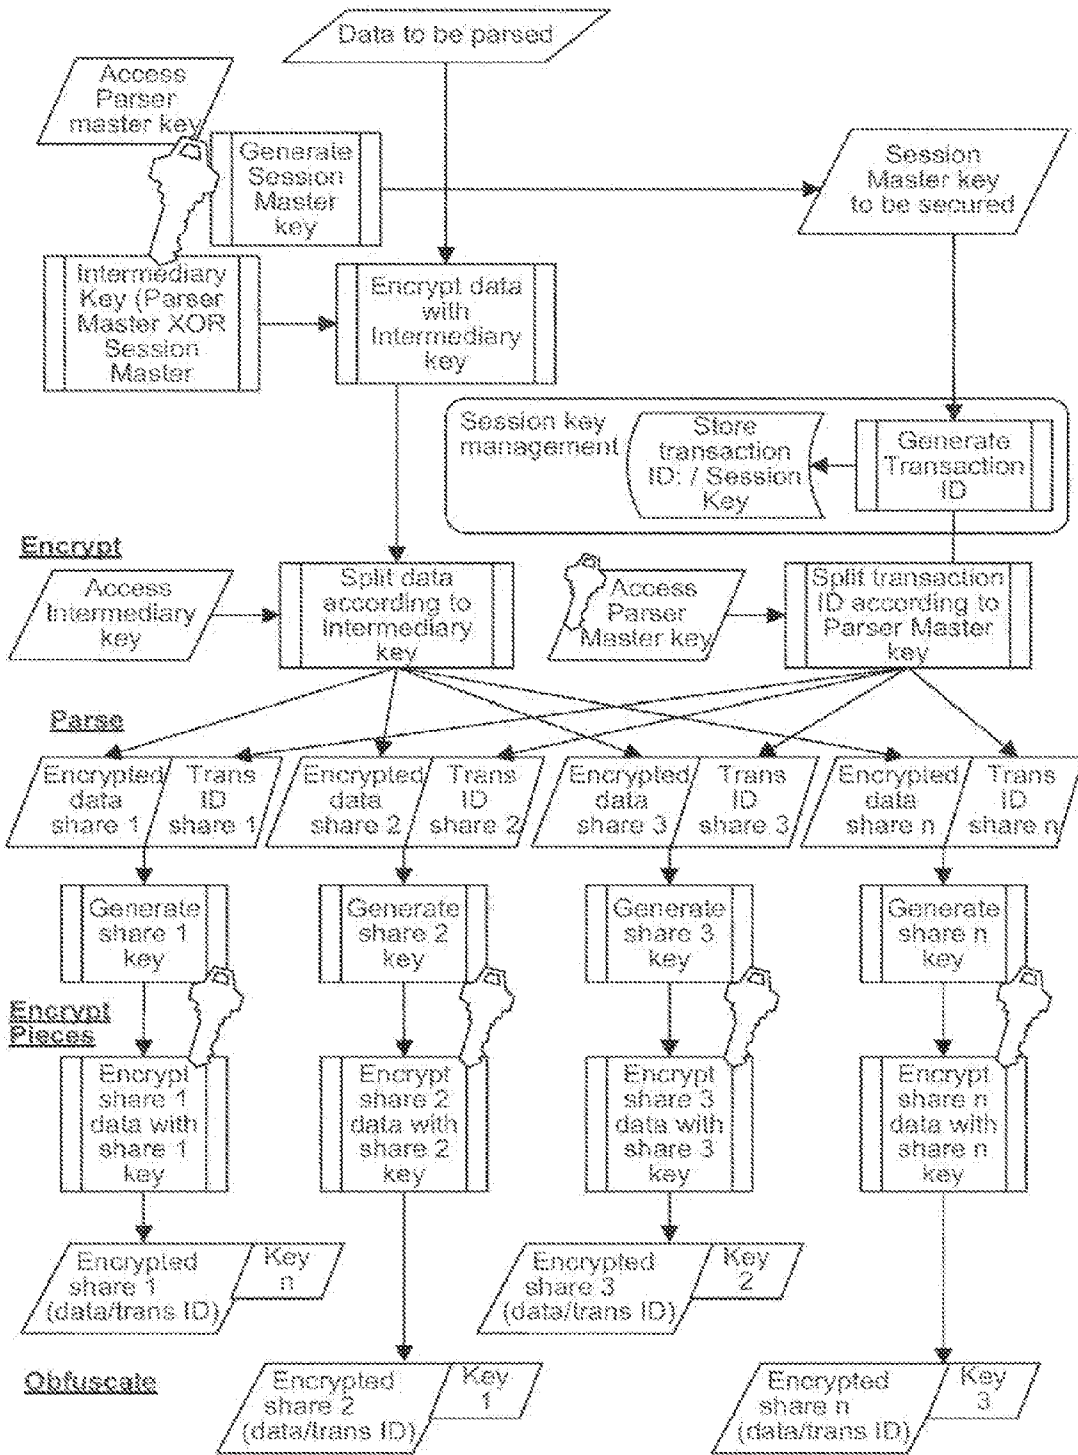 Data to be parsed
Access
Parser
master key
Generate
Session
Master
key
Session
Master key
to be secured
Intermediary
Key (Parser
Master XOR
Session
Master
Encrypt data
with
Intermediary
key
Session key
management
Store
transaction
ID: / Session
Key
Generate
Transaction
ID
Encrypt
Access
Intermediary
key
Split data
according to
Intermediary
key
Access
Parser
Master key
Split transaction
ID according to
Parser Master
key
Parse
Encrypted
data
share 1
Trans
ID
share 1
Encrypted
data
share 2
Trans
ID
share 2
Encrypted
data
share 3
Trans
ID
share 3
Encrypted
data
share n
Trans
ID
share n
Generate
share 1
key
Generate
share 2
key
Generate
share 3
key
Generate
share n
key
Encrypt
Pieces
Encrypt
share 1
data with
share 1
key
Encrypt
share 2
data with
share 2
key
Encrypt
share 3
data with
share 3
key
Encrypt
share n
data with
share n
key
Encrypted
share 1
(data/trans ID)
Key
n
Encrypted
share 3
(data/trans ID)
Key
2
Obfuscate
Encrypted
share 2
(data/trans ID)
Key
1
Encrypted
share n
(data/trans ID)
Key
3